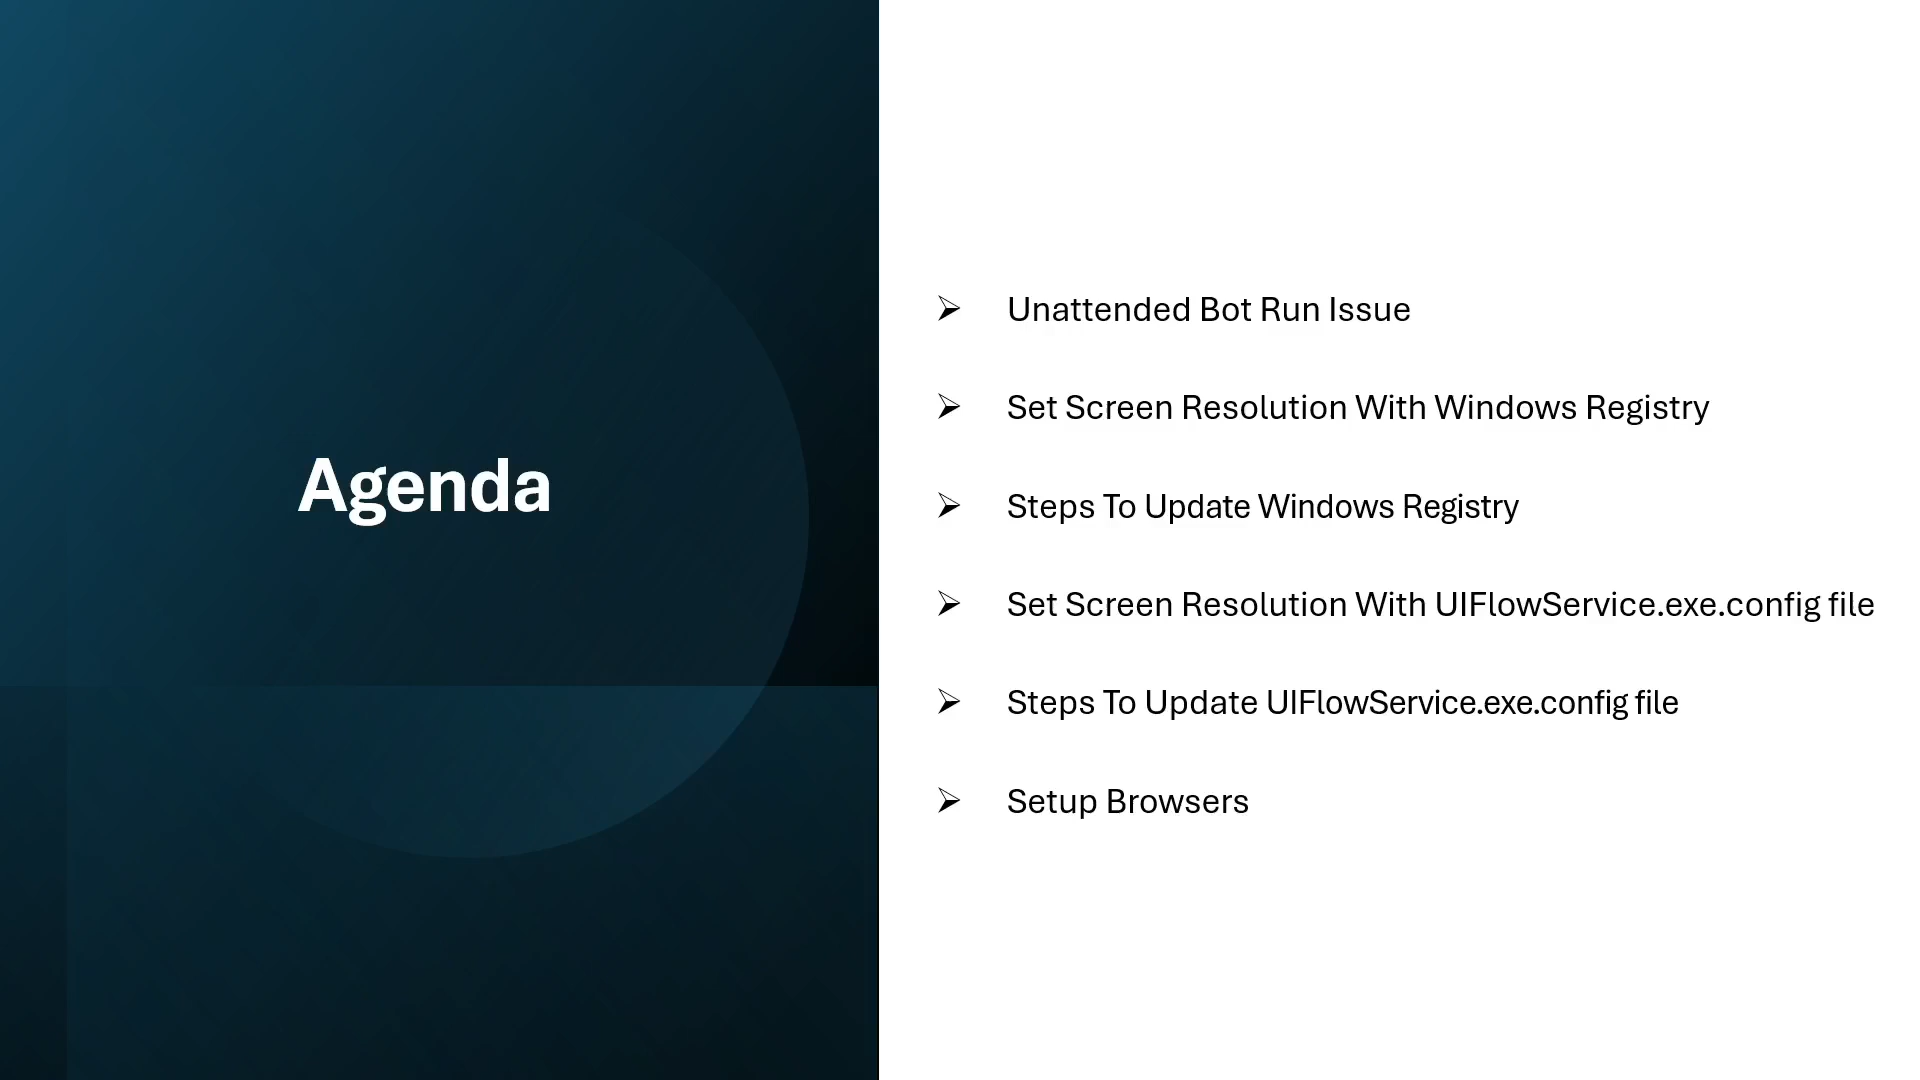 Agenda
Unattended Bot Run Issue
Set Screen Resolution With Windows Registry
Steps To Update Windows Registry
Set Screen Resolution With UIFlowService.exe.config file
Steps To Update UIFlowService.exe.config file
Setup Browsers